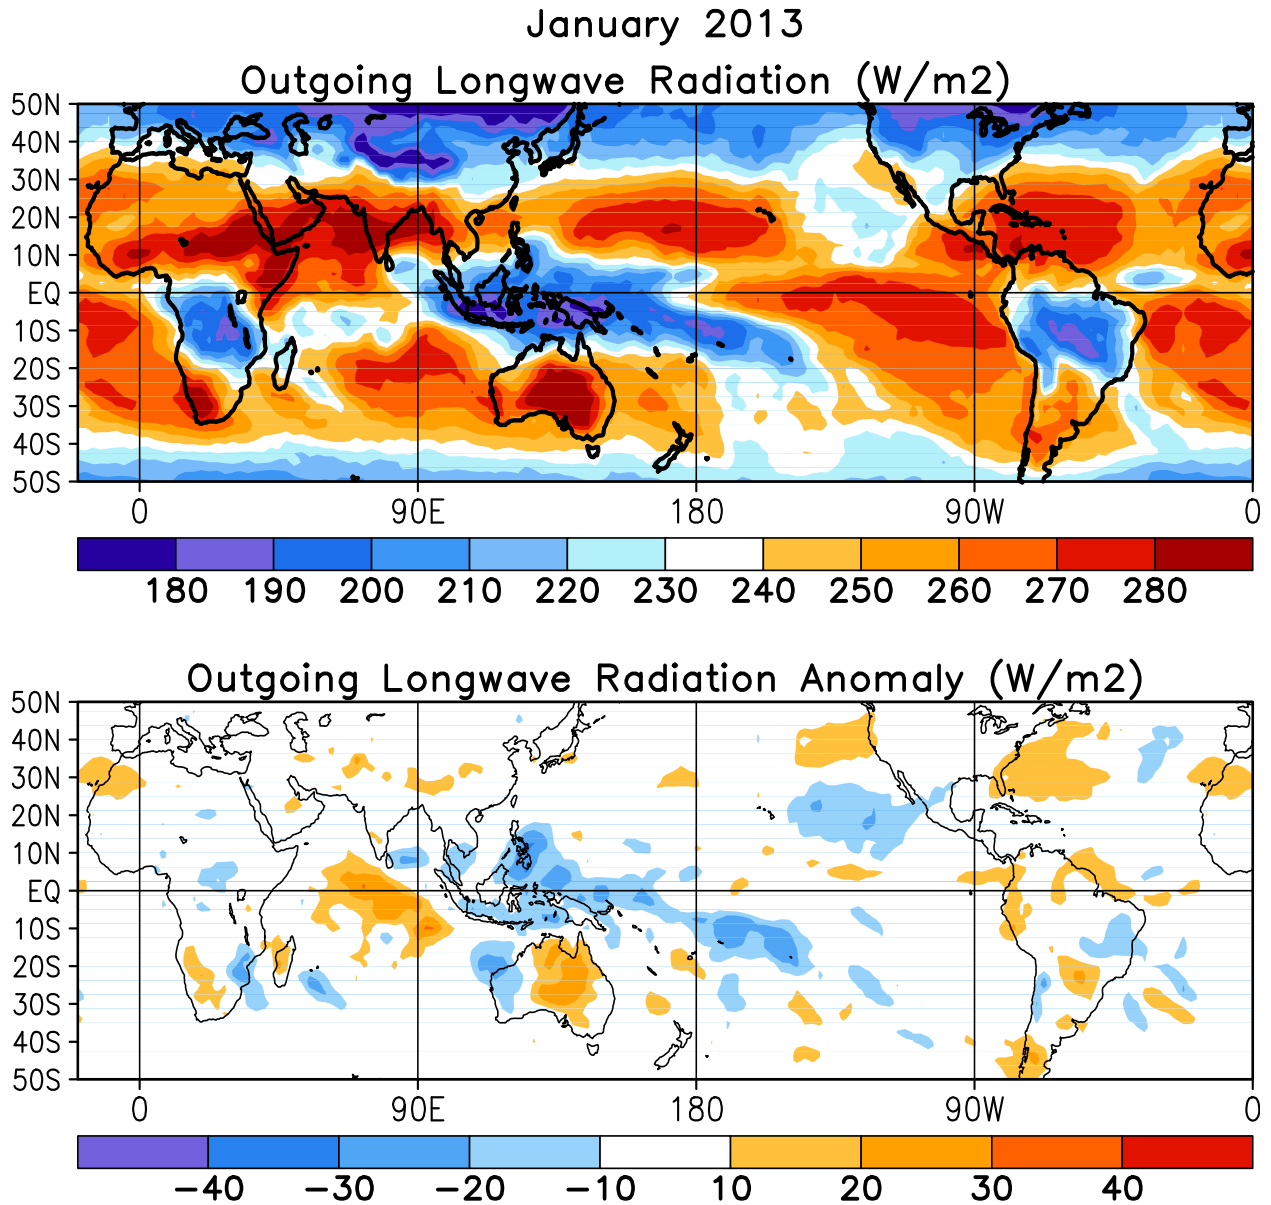 January 2013
Outgoing Longwave Radiation (W/m2)
50N
40N
30N
20N
10N
EQ
10S
20S
30S
40S
50S
0 90E 180 90W 0
180 190 200 210 220 230 240 250 260 270 280
Outgoing Longwave Radiation Anomaly (W/m2)
50N
40N
30N
20N
10N
EQ
10S
20S
30S
40S
50S
0 90E 180 90W 0
−40 −30 −20 −10 10 20 30 40